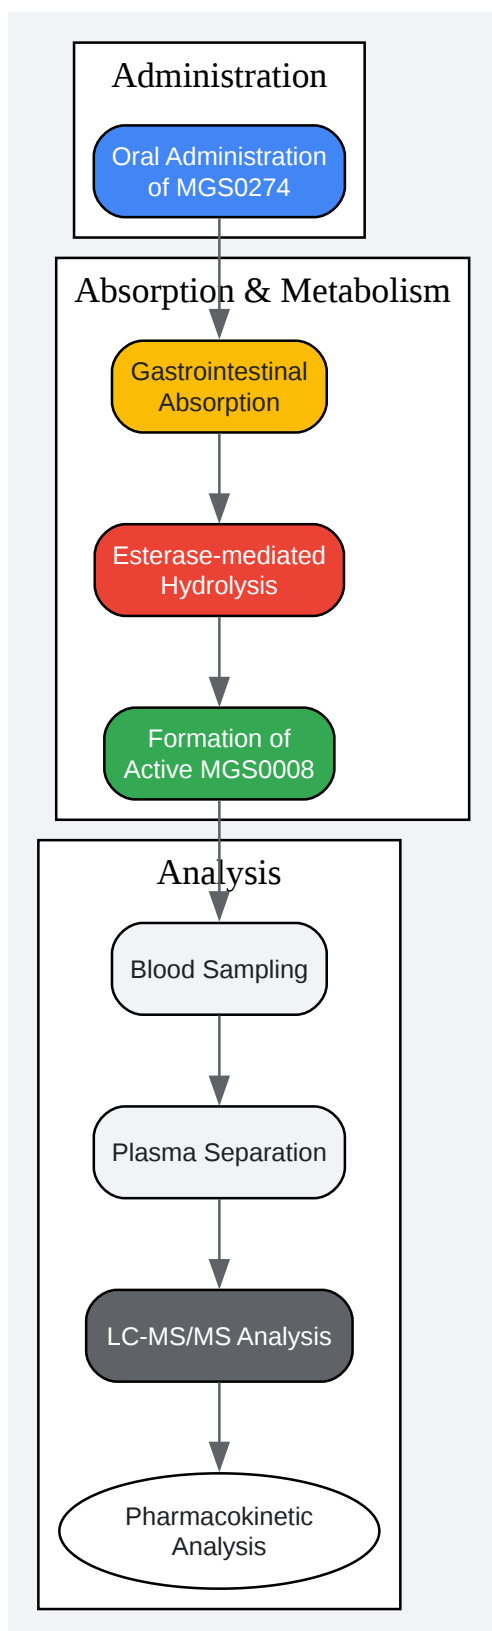 Administration
Oral Administration
of MGS0274
Absorption & Metabolism
Gastrointestinal
Absorption
Esterase-mediated
Hydrolysis
Formation of
Active MGS0008
Analysis
Blood Sampling
Plasma Separation
LC-MS/MS Analysis
Pharmacokinetic
Analysis